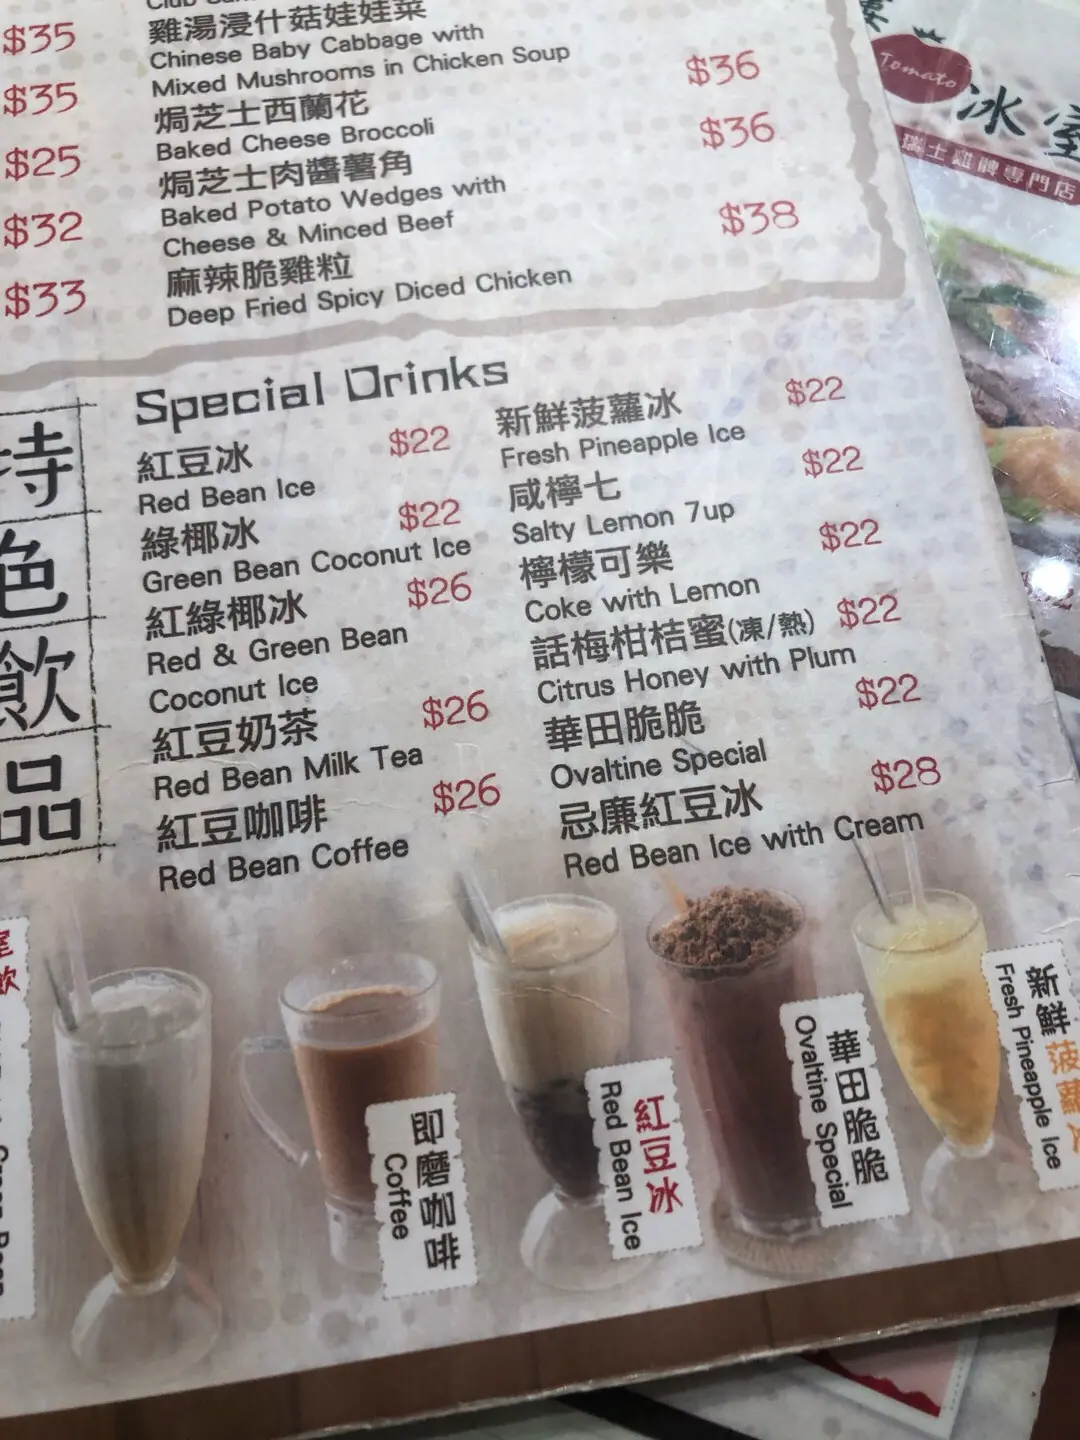 $35
$35
$25
$32
$33
雞湯浸什菇娃娃菜
Chinese Baby Cabbage with
Mixed Mushrooms in Chicken Soup
$36
焗芝士西蘭花
Baked Cheese Broccoli
$36
焗芝士肉醬薯角
Baked Potato Wedges with
Cheese & Minced Beef
$38
麻辣脆雞粒
Deep Fried Spicy Diced Chicken
特色飲品
Special Drinks
紅豆冰 $22
Red Bean Ice
綠椰冰 $22
Green Bean Coconut Ice
紅綠椰冰 $26
Red & Green Bean
Coconut Ice
紅豆奶茶 $26
Red Bean Milk Tea
紅豆咖啡 $26
Red Bean Coffee
新鮮菠蘿冰 $22
Fresh Pineapple Ice
咸檸七 $22
Salty Lemon 7up
檸檬可樂 $22
Coke with Lemon
話梅柑桔蜜(凍/熱) $22
Citrus Honey with Plum
華田脆脆 $22
Ovaltine Special
忌廉紅豆冰 $28
Red Bean Ice with Cream
即磨咖啡
Coffee
紅豆冰
Red Bean Ice
華田脆脆
Ovaltine Special
新鮮菠蘿
Fresh Pineapple Ice
Green Bean
Tomato
冰室
瑞士雞髀專門店